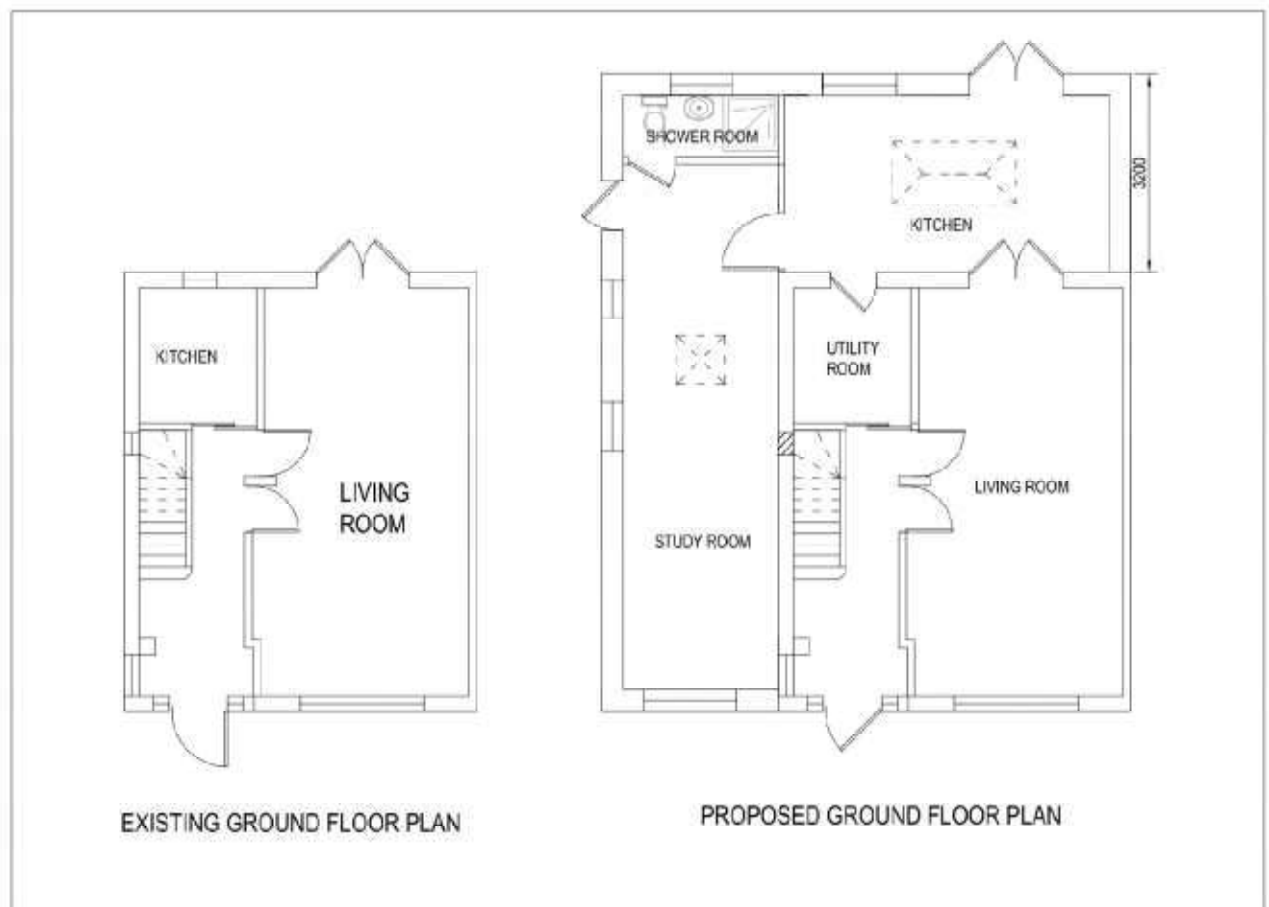 KITCHEN
LIVING
ROOM
EXISTING GROUND FLOOR PLAN
SHOWER ROOM
KITCHEN
3200
UTILITY
ROOM
LIVING ROOM
STUDY ROOM
PROPOSED GROUND FLOOR PLAN